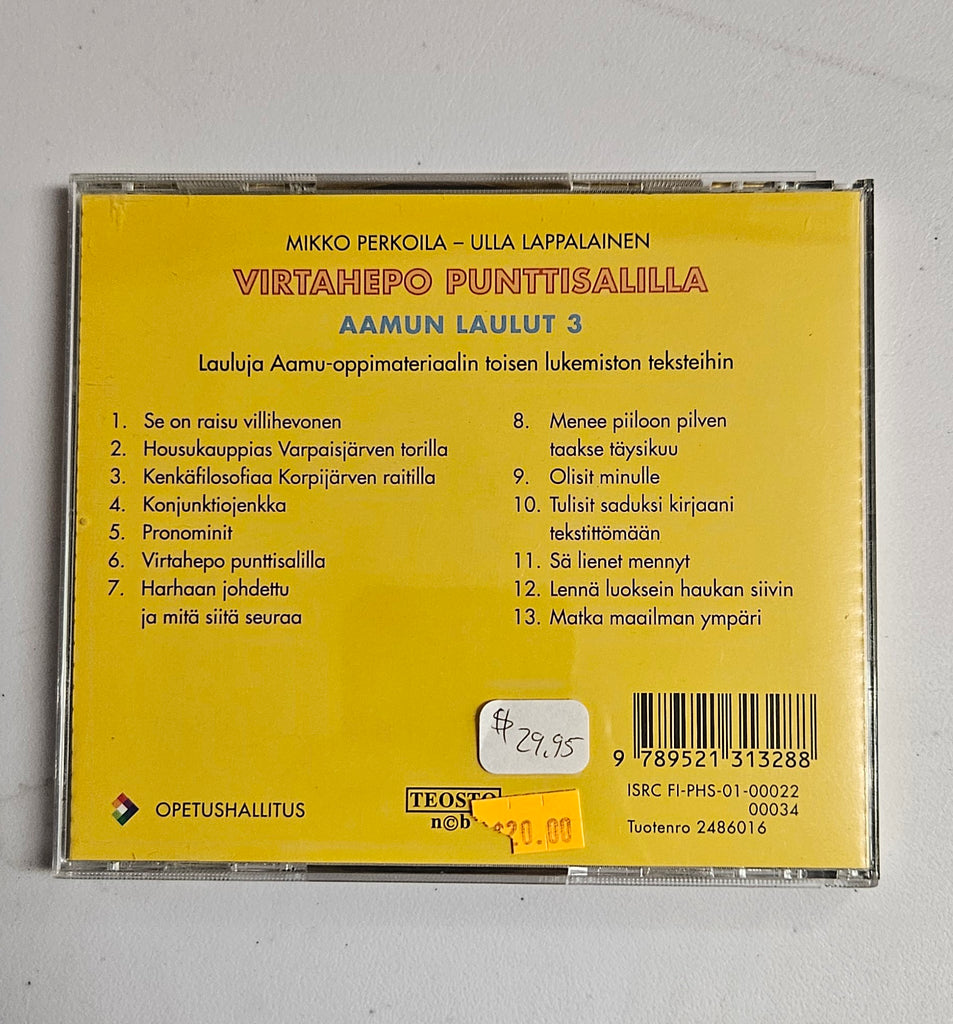 MIKKO PERKOILA – ULLA LAPPALAINEN
VIRTAHEPO PUNTTISALILLA
AAMUN LAULUT 3
Lauluja Aamu-oppimateriaalin toisen lukemiston teksteihin
1. Se on raisu villihevonen
2. Housukauppias Varpaisjärven torilla
3. Kenkäfilosofiaa Korpijärven raitilla
4. Konjunktiojenkka
5. Pronominit
6. Virtahepo punttisalilla
7. Harhaan johdettu
ja mitä siitä seuraa
8. Menee piiloon pilven
taakse täysikuu
9. Olisit minulle
10. Tulisit saduksi kirjaani
tekstittömään
11. Sä lienet mennyt
12. Lennä luoksein haukan siivin
13. Matka maailman ympäri
$ 29.95
9 789521 313288
ISRC FI-PHS-01-00022
00034
Tuotenro 2486016
OPETUSHALLITUS
TEOSTO
n©b
$20.00